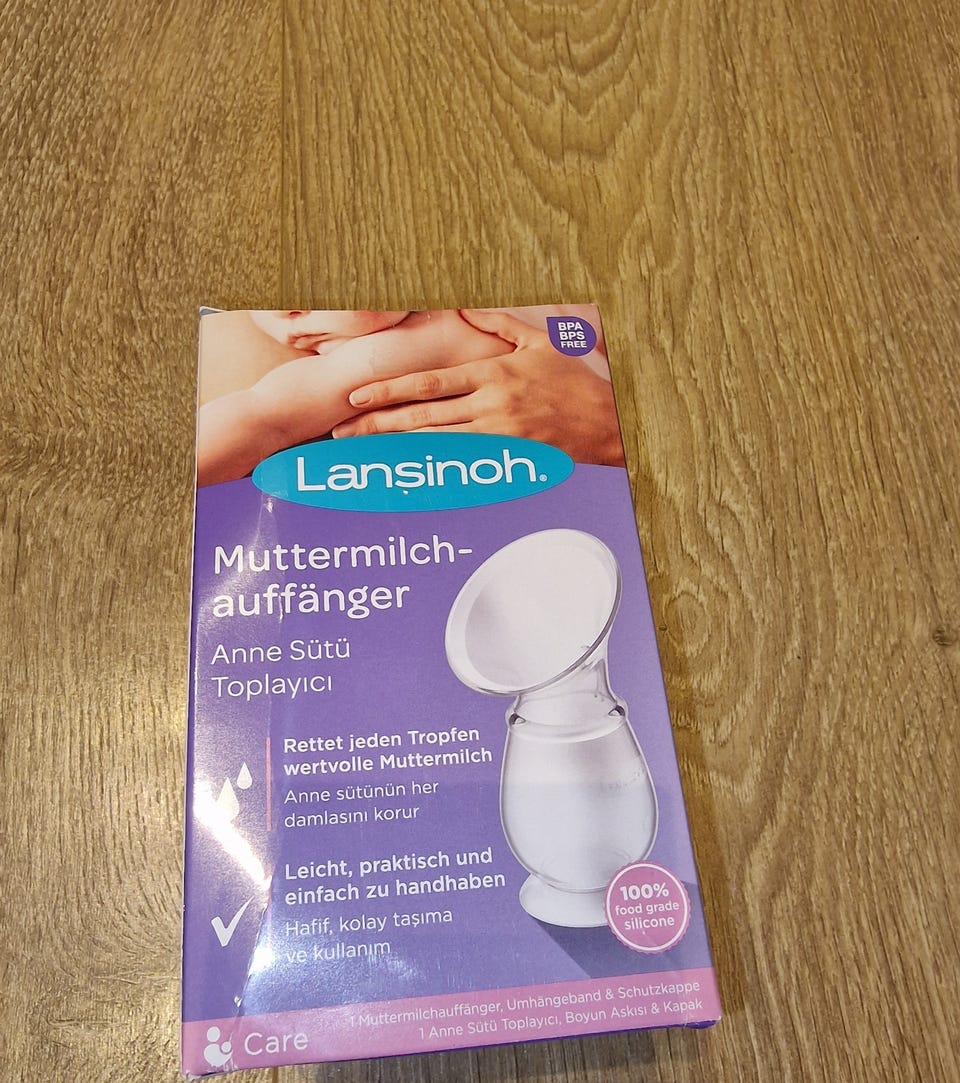 BPA
BPS
FREE
Lansinoh®
Muttermilch-
auffänger
Anne Sütü
Toplayıcı
Rettet jeden Tropfen
wertvolle Muttermilch
Anne sütünün her
damlasını korur
Leicht, praktisch und
einfach zu handhaben
Hafif, kolay taşıma
ve kullanım
100%
food grade
silicone
Care
1 Muttermilchauffänger, Umhängeband & Schutzkappe
1 Anne Sütü Toplayıcı, Boyun Askısı & Kapak